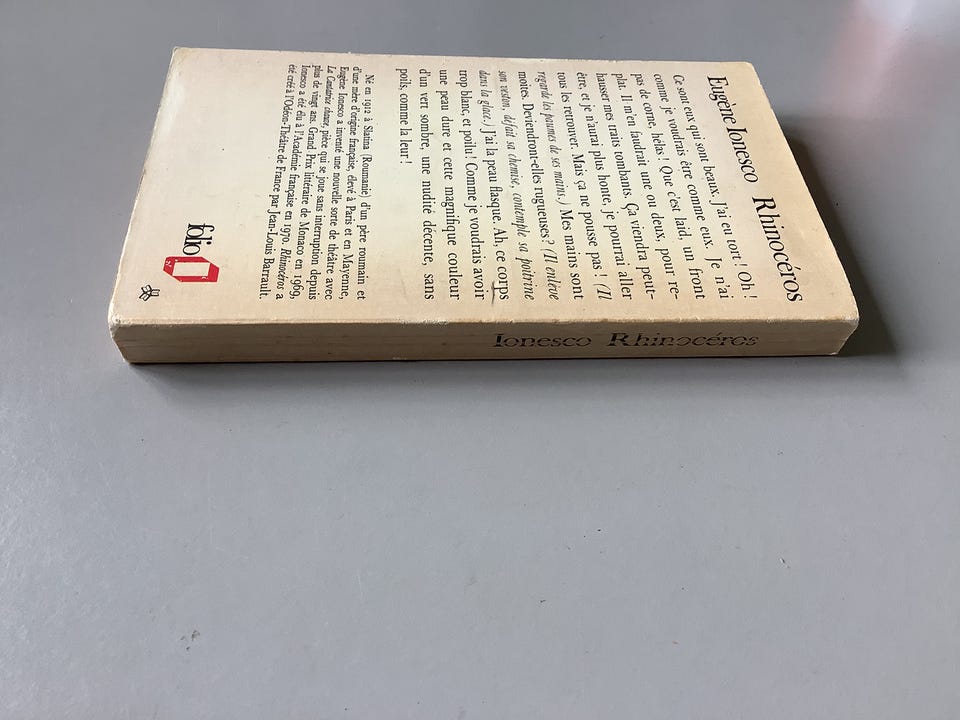 Eugène Ionesco Rhinocéros
Ce sont eux qui sont beaux. J'ai eu tort ! Oh !
comme je voudrais être comme eux. Je n'ai
pas de corne, hélas ! Que c'est laid, un front
plat. Il m'en faudrait une ou deux, pour re-
hausser mes traits tombants. Ça viendra peut-
être, et je n'aurai plus honte, je pourrai aller
tous les retrouver. Mais ça ne pousse pas ! (Il
regarde les paumes de ses mains.) Mes mains sont
moites. Deviendront-elles rugueuses ? (Il enlève
son veston, défait sa chemise, contemple sa poitrine
dans la glace.) J'ai la peau flasque. Ah, ce corps
trop blanc, et poilu ! Comme je voudrais avoir
une peau dure et cette magnifique couleur
d'un vert sombre, une nudité décente, sans
poils, comme la leur !
Né en 1912 à Slatina (Roumanie) d'un père roumain et
d'une mère d'origine française, élevé à Paris et en Mayenne,
Eugène Ionesco a inventé une nouvelle sorte de théâtre avec
La Cantatrice chauve, pièce qui se joue sans interruption depuis
plus de vingt ans. Grand Prix littéraire de Monaco en 1969,
Ionesco a été élu à l'Académie française en 1970. Rhinocéros a
été créé à l'Odéon-Théâtre de France par Jean-Louis Barrault.
folio
Ionesco Rhinocéros